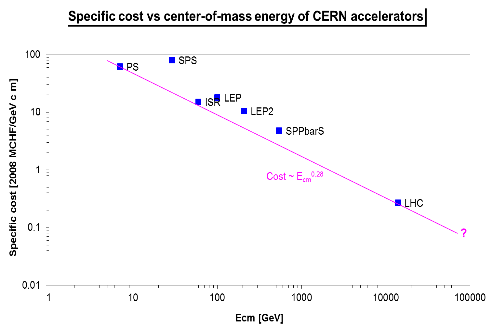 Specific cost vs center-of-mass energy of CERN accelerators
100
10
1
0.1
0.01
Specific cost [2008 MCHF/GeV c m]
PS
SPS
ISR
LEP
LEP2
SPPbarS
Cost ~ Ecm^0.28
LHC
?
1
10
100
1000
10000
100000
Ecm [GeV]